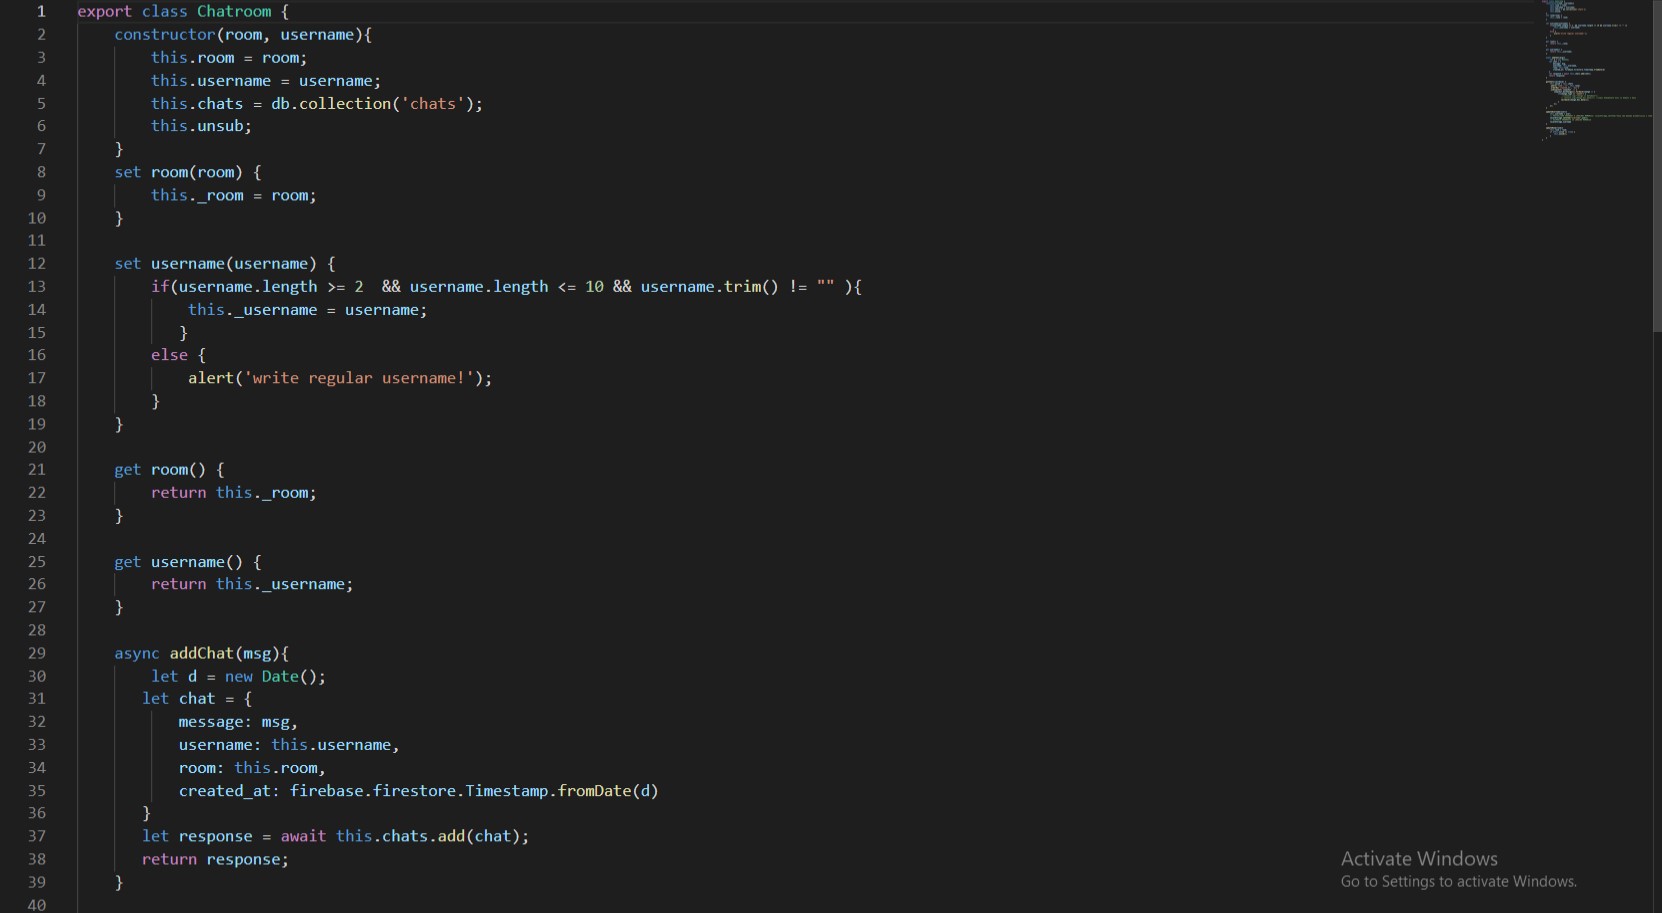 1 export class Chatroom {
2 constructor(room, username){
3 this.room = room;
4 this.username = username;
5 this.chats = db.collection('chats');
6 this.unsub;
7 }
8 set room(room) {
9 this._room = room;
10 }
11
12 set username(username) {
13 if(username.length >= 2  && username.length <= 10 && username.trim() != "" ){
14 this._username = username;
15 }
16 else {
17 alert('write regular username!');
18 }
19 }
20
21 get room() {
22 return this._room;
23 }
24
25 get username() {
26 return this._username;
27 }
28
29 async addChat(msg){
30 let d = new Date();
31 let chat = {
32 message: msg,
33 username: this.username,
34 room: this.room,
35 created_at: firebase.firestore.Timestamp.fromDate(d)
36 }
37 let response = await this.chats.add(chat);
38 return response;
39 }
40
Activate Windows
Go to Settings to activate Windows.